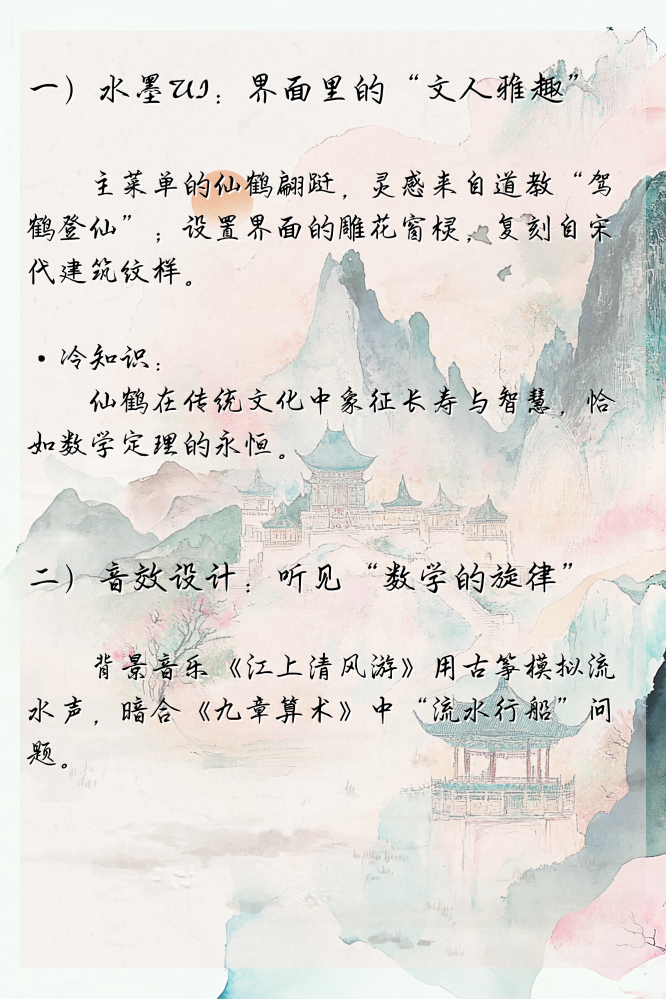 一）水墨UI：界面里的“文人雅趣”
主菜单的仙鹤翩跹，灵感来自道教“驾
鹤登仙”；设置界面的雕花窗棂，复刻自宋
代建筑纹样。
·冷知识：
仙鹤在传统文化中象征长寿与智慧，恰
如数学定理的永恒。
二）音效设计：听见“数学的旋律”
背景音乐《江上清风游》用古筝模拟流
水声，暗合《九章算术》中“流水行船”问
题。